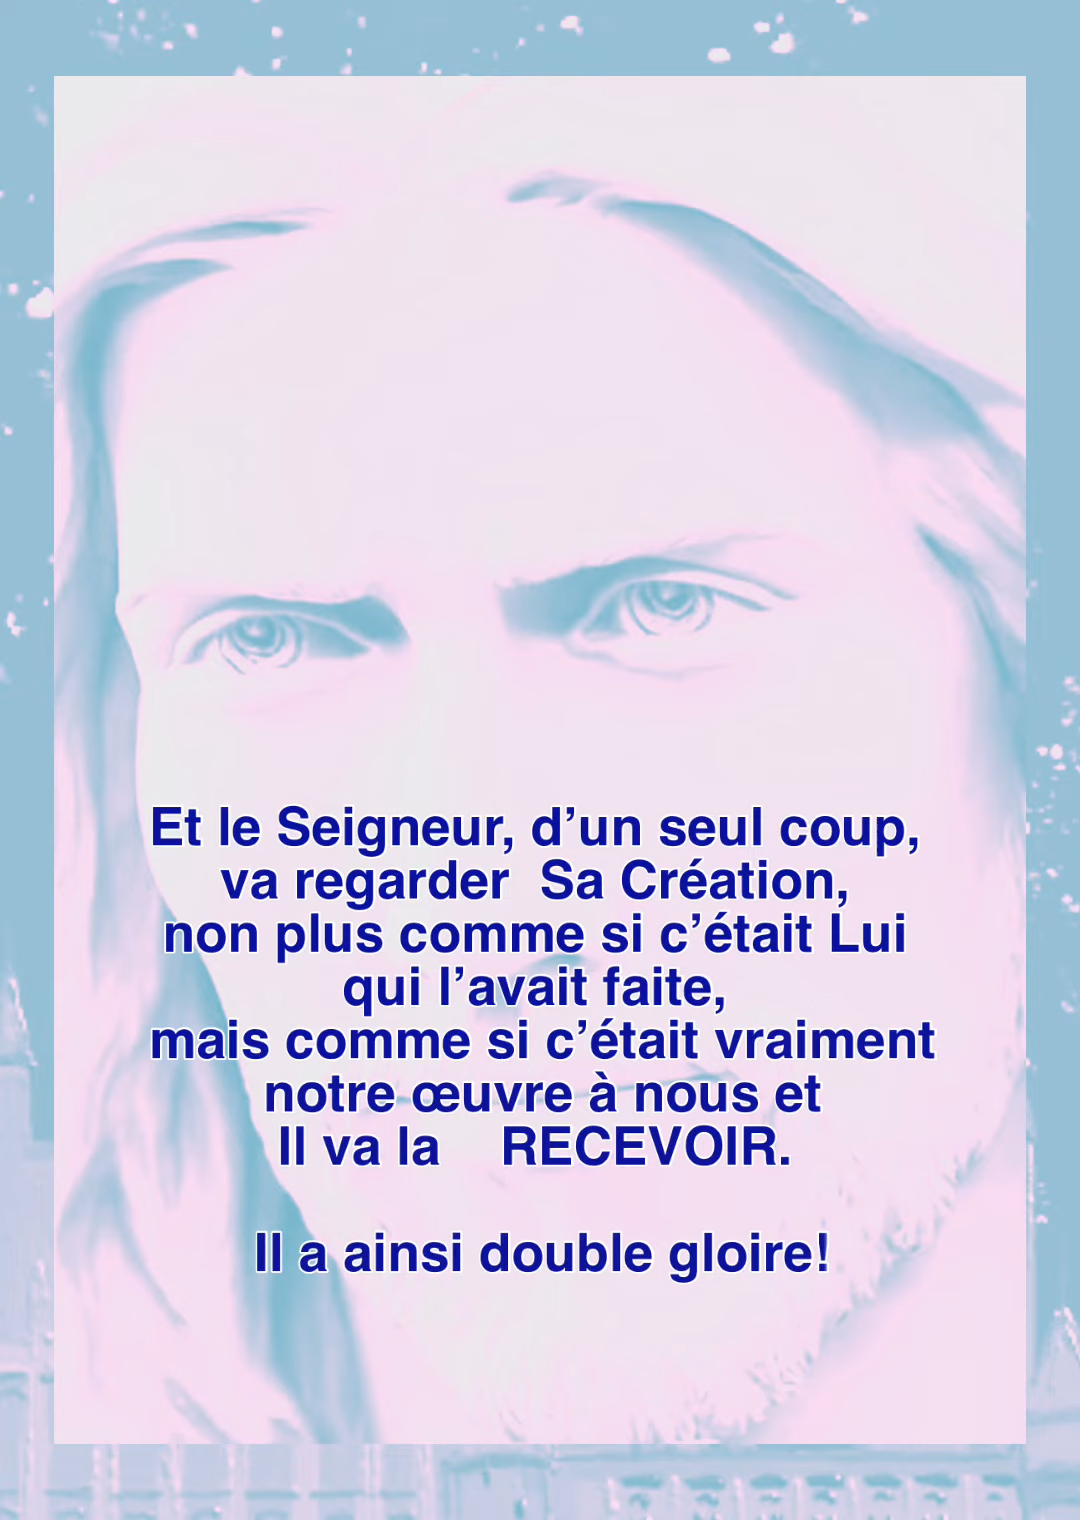 Et le Seigneur, d’un seul coup,
va regarder  Sa Création,
non plus comme si c’était Lui
qui l’avait faite,
mais comme si c’était vraiment
notre œuvre à nous et
Il va la    RECEVOIR.
Il a ainsi double gloire!